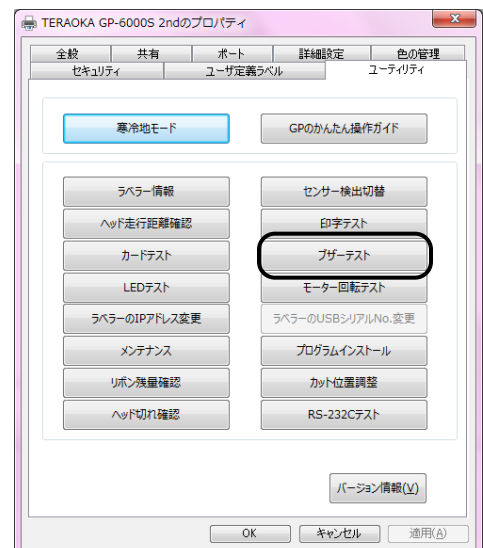 TERAOKA GP-6000S 2ndのプロパティ
全般 共有 ポート 詳細設定 色の管理
セキュリティ ユーザ定義ラベル ユーティリティ
寒冷地モード GPのかんたん操作ガイド
ラベラー情報 センサー検出切替
ヘッド走行距離確認 印字テスト
カードテスト ブザーテスト
LEDテスト モーター回転テスト
ラベラーのIPアドレス変更 ラベラーのUSBシリアルNo.変更
メンテナンス プログラムインストール
リボン残量確認 カット位置調整
ヘッド切れ確認 RS-232Cテスト
バージョン情報(V)
OK キャンセル 適用(A)